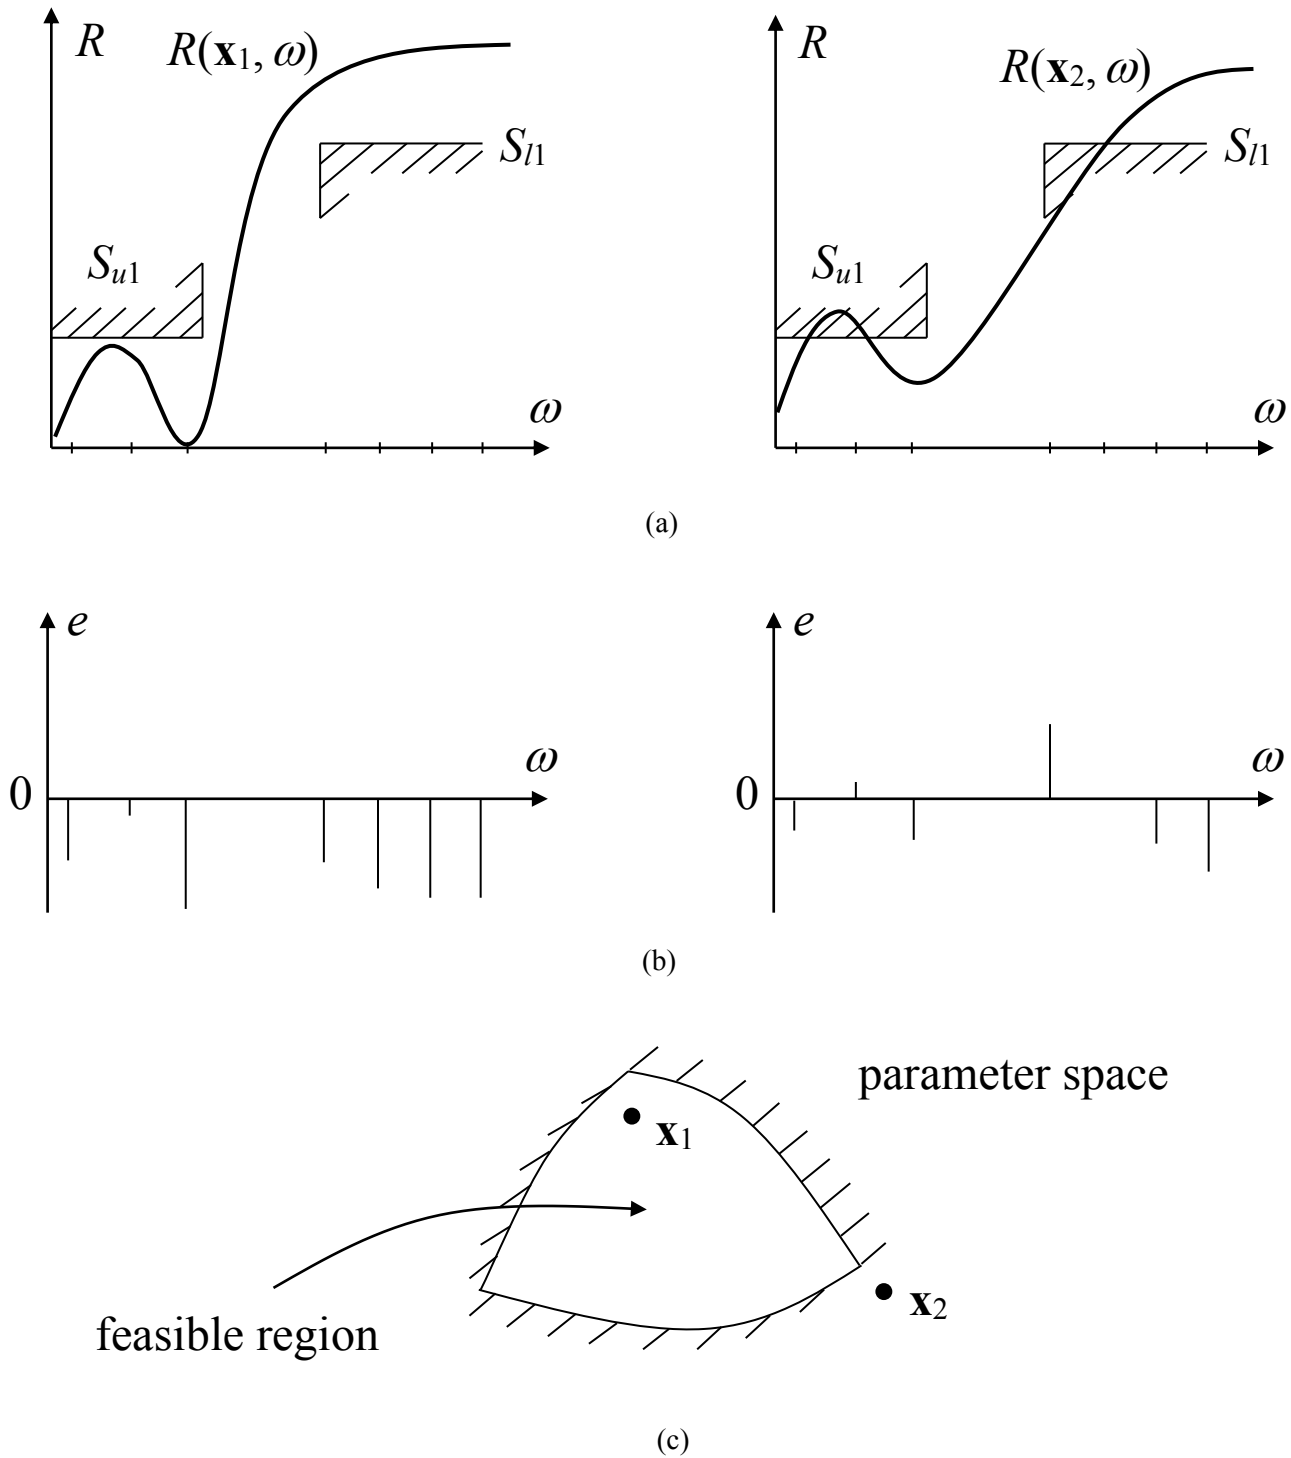 R
R(x1, ω)
Sl1
Su1
ω
R
R(x2, ω)
Sl1
Su1
ω
(a)
e
ω
0
e
ω
0
(b)
parameter space
x1
x2
feasible region
(c)